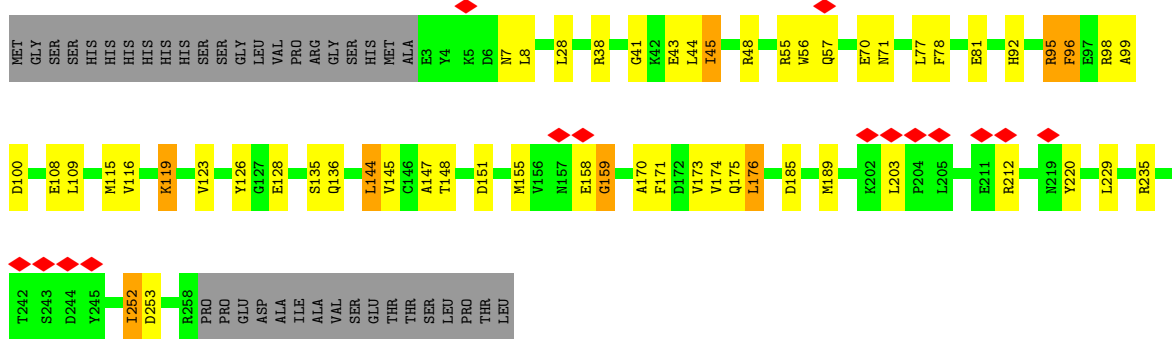 MET GLY SER SER HIS HIS HIS HIS HIS HIS SER SER GLY LEU VAL PRO ARG GLY SER HIS MET ALA E3 Y4 K5 D6 N7 L8 L28 R38 G41 K42 E43 L44 I45 R48 R55 W56 Q57 E70 N71 L77 F78 E81 H92 R95 F96 E97 R98 A99
D100 E108 L109 M115 V116 K119 V123 Y126 G127 E128 S135 Q136 L144 V145 C146 A147 T148 D151 M155 V156 N157 E158 G159 A170 F171 D172 V173 V174 Q175 L176 D185 M189 K202 L203 P204 L205 E211 R212 N219 Y220 L229 R235
T242 S243 D244 Y245 I252 D253 R258 PRO PRO GLU ASP ALA ILE ALA VAL SER GLU THR THR SER LEU PRO THR LEU